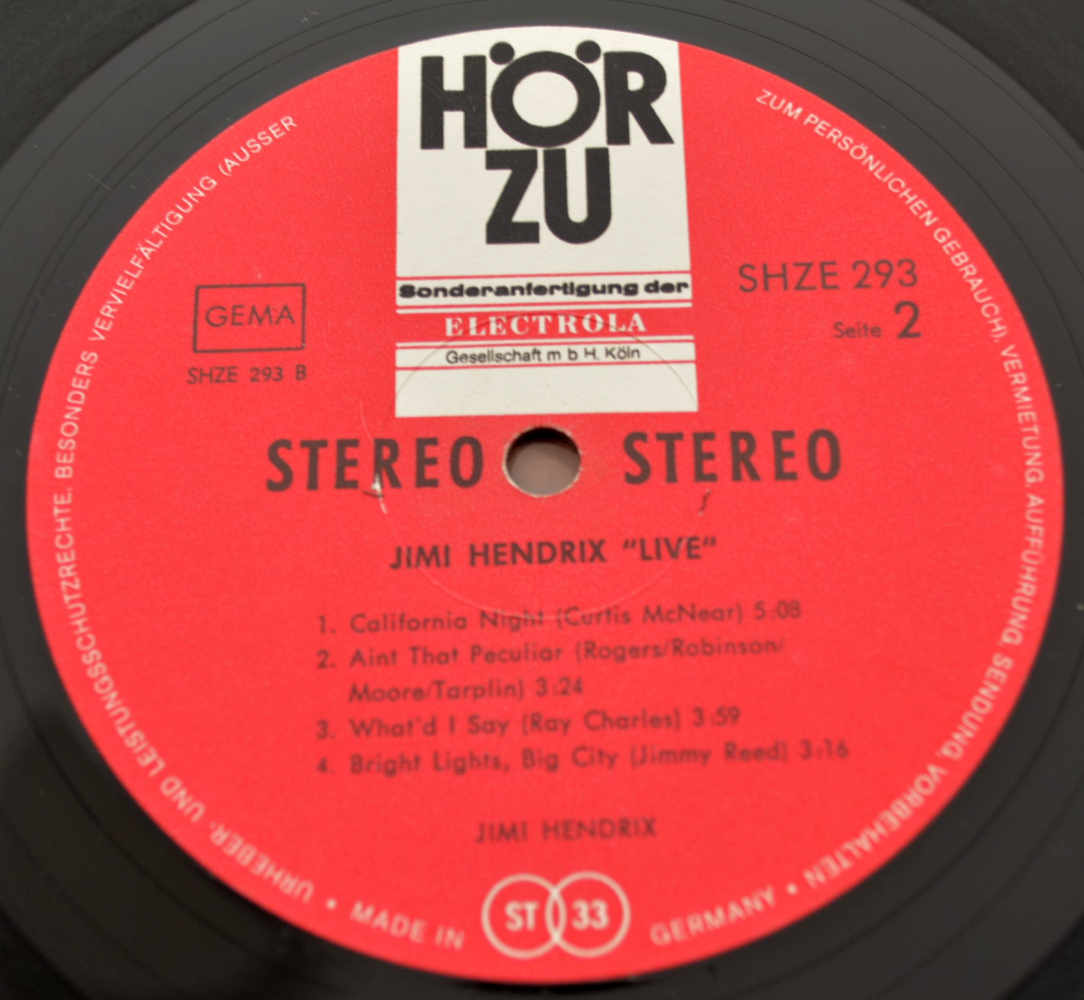 HÖR
ZU
Sonderanfertigung der
ELECTROLA
Gesellschaft m b H. Köln
GEMA
SHZE 293 B
SHZE 293
Seite 2
STEREO STEREO
JIMI HENDRIX "LIVE"
1. California Night (Curtis McNear) 5:08
2. Aint That Peculiar (Rogers/Robinson/
Moore/Tarplin) 3:24
3. What'd I Say (Ray Charles) 3:59
4. Bright Lights, Big City (Jimmy Reed) 3:16
JIMI HENDRIX
ST 33
URHEBER- UND LEISTUNGSSCHUTZRECHTE, BESONDERS VERVIELFÄLTIGUNG (AUSSER
ZUM PERSÖNLICHEN GEBRAUCH), VERMIETUNG, AUFFÜHRUNG, SENDUNG, VORBEHALTEN •
• MADE IN GERMANY